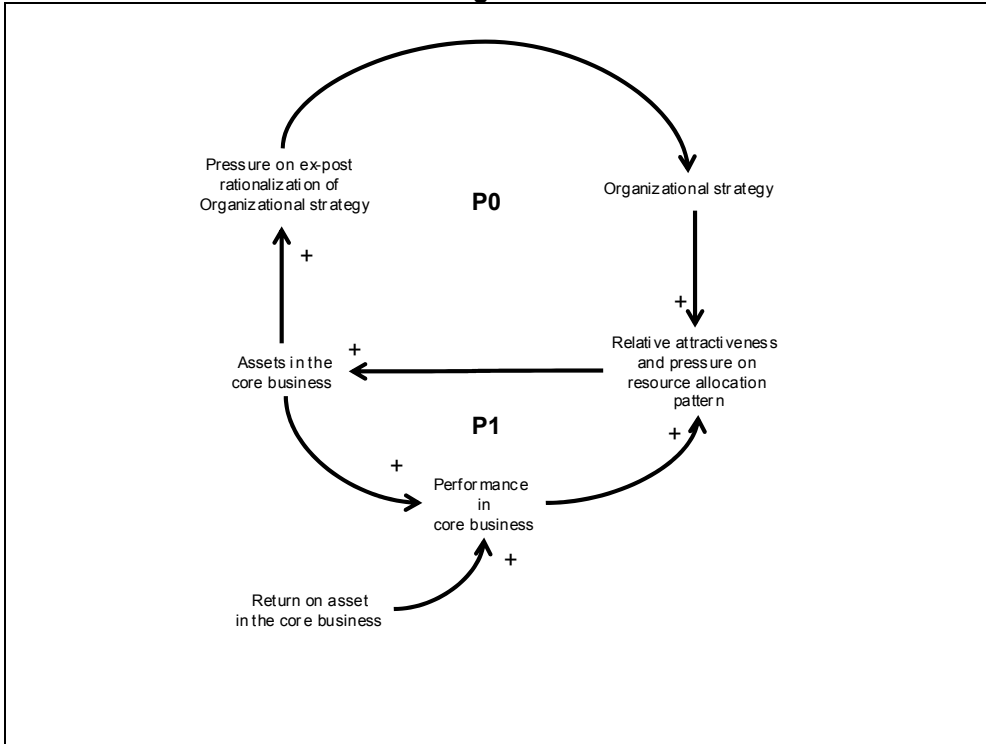 Pressure on ex-post
rationalization of
Organizational strategy
P0
Organizational strategy
+
+
Relative attractiveness
and pressure on
resource allocation
pattern
+
Assets in the
core business
P1
+
+
Performance
in
core business
+
Return on asset
in the core business